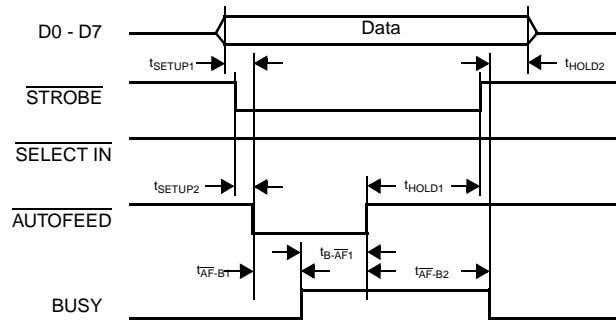 D0 - D7
Data
tSETUP1
tHOLD2
STROBE
SELECT IN
tSETUP2
tHOLD1
AUTOFEED
tB-AF1
tAF-B1
tAF-B2
BUSY